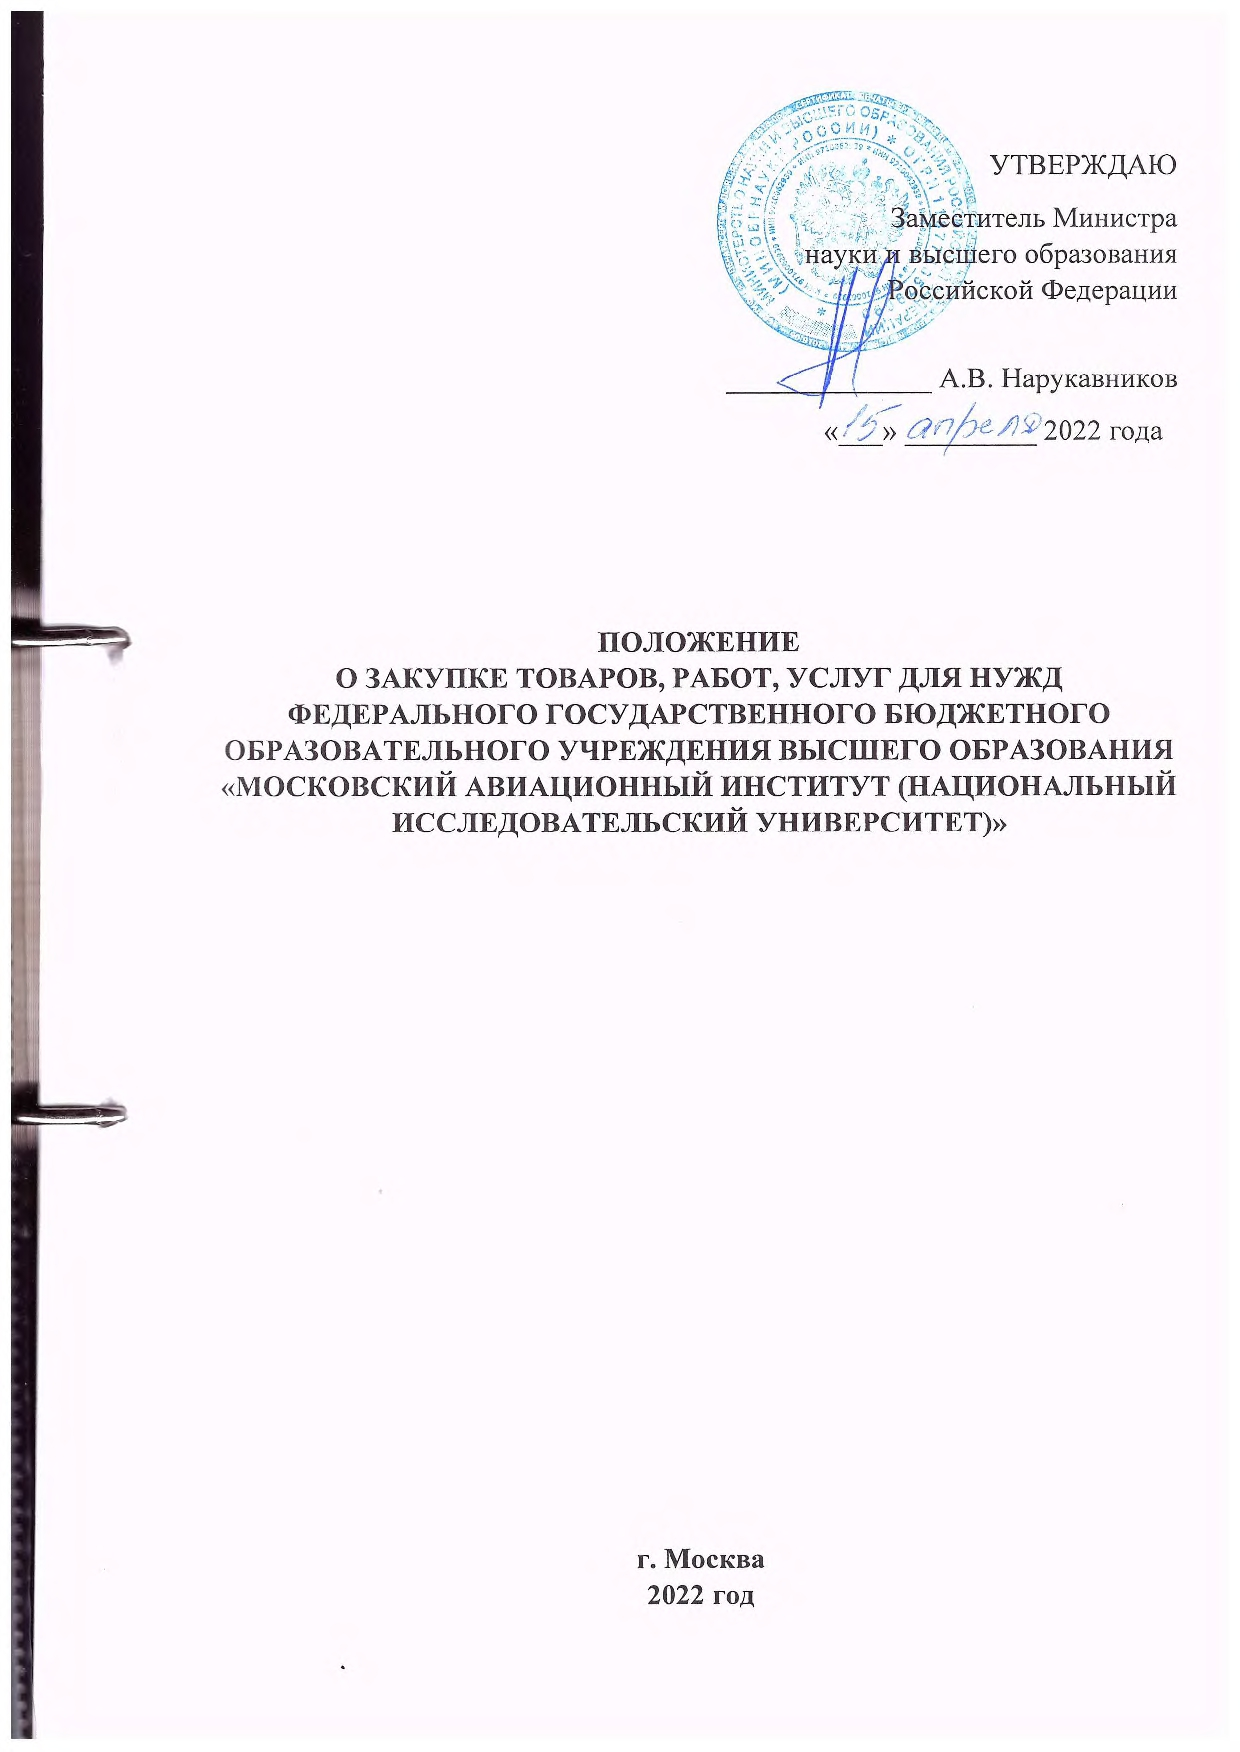 УТВЕРЖДАЮ
Заместитель Министра
науки и высшего образования
Российской Федерации
А.В. Нарукавников
«15» апреля 2022 года
ПОЛОЖЕНИЕ
О ЗАКУПКЕ ТОВАРОВ, РАБОТ, УСЛУГ ДЛЯ НУЖД
ФЕДЕРАЛЬНОГО ГОСУДАРСТВЕННОГО БЮДЖЕТНОГО
ОБРАЗОВАТЕЛЬНОГО УЧРЕЖДЕНИЯ ВЫСШЕГО ОБРАЗОВАНИЯ
«МОСКОВСКИЙ АВИАЦИОННЫЙ ИНСТИТУТ (НАЦИОНАЛЬНЫЙ
ИССЛЕДОВАТЕЛЬСКИЙ УНИВЕРСИТЕТ)»
г. Москва
2022 год